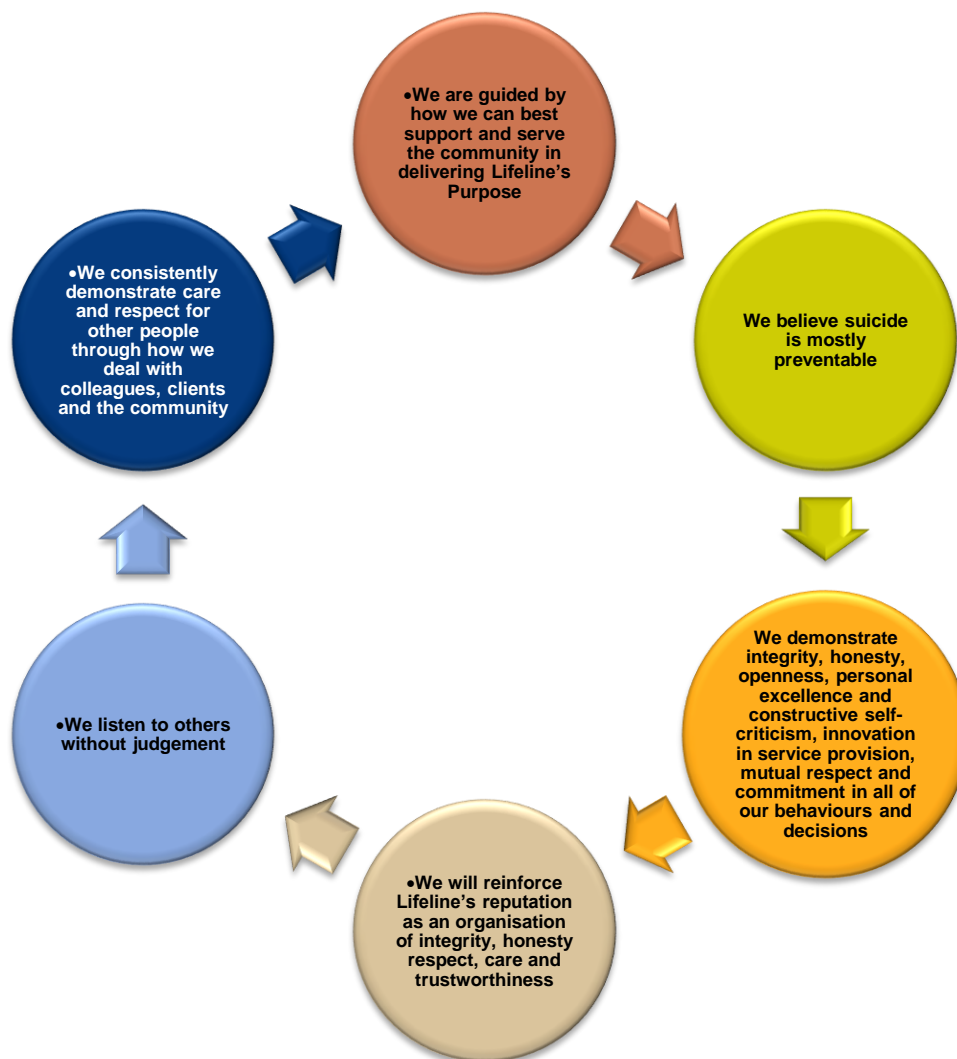 •We are guided by
how we can best
support and serve
the community in
delivering Lifeline's
Purpose
We believe suicide
is mostly
preventable
We demonstrate
integrity, honesty,
openness, personal
excellence and
constructive self-
criticism, innovation
in service provision,
mutual respect and
commitment in all of
our behaviours and
decisions
•We will reinforce
Lifeline's reputation
as an organisation
of integrity, honesty
respect, care and
trustworthiness
•We listen to others
without judgement
•We consistently
demonstrate care
and respect for
other people
through how we
deal with
colleagues, clients
and the community